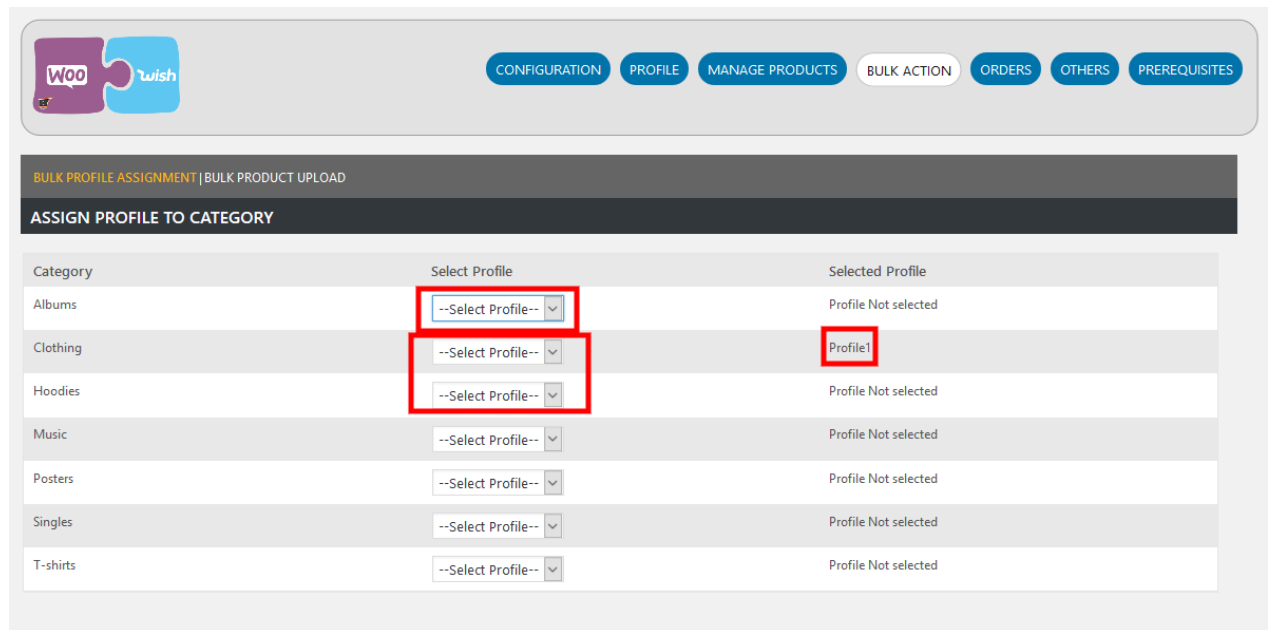 WOO wish
CONFIGURATION PROFILE MANAGE PRODUCTS BULK ACTION ORDERS OTHERS PREREQUISITES
BULK PROFILE ASSIGNMENT | BULK PRODUCT UPLOAD
ASSIGN PROFILE TO CATEGORY
Category Select Profile Selected Profile
Albums --Select Profile-- Profile Not selected
Clothing --Select Profile-- Profile1
Hoodies --Select Profile-- Profile Not selected
Music --Select Profile-- Profile Not selected
Posters --Select Profile-- Profile Not selected
Singles --Select Profile-- Profile Not selected
T-shirts --Select Profile-- Profile Not selected